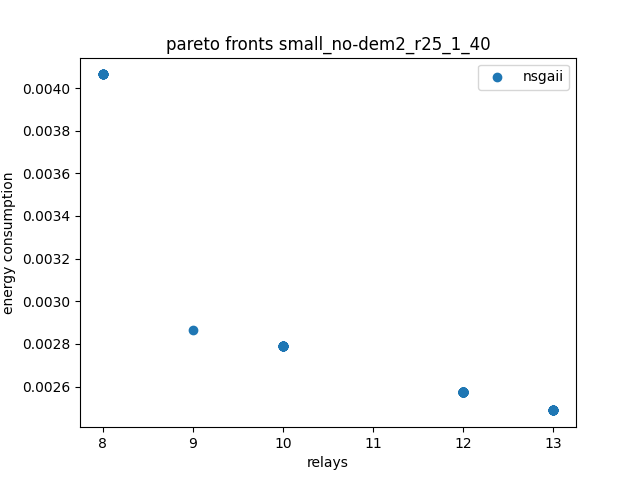 pareto fronts small_no-dem2_r25_1_40
nsgaii
energy consumption
0.0040
0.0038
0.0036
0.0034
0.0032
0.0030
0.0028
0.0026
8 9 10 11 12 13
relays